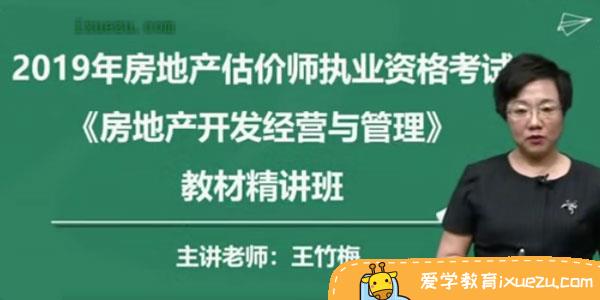 ixuezu.com
2019年房地产估价师执业资格考试
《房地产开发经营与管理》
教材精讲班
主讲老师：王竹梅
爱学教育ixuezu.com